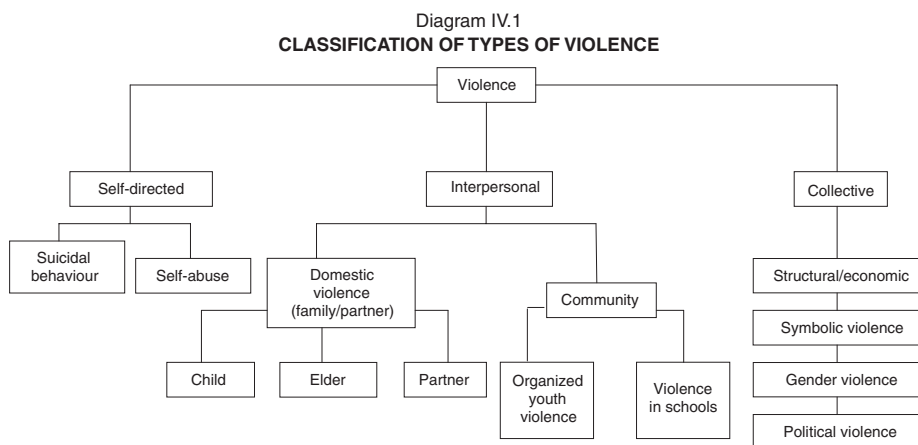 Diagram IV.1
CLASSIFICATION OF TYPES OF VIOLENCE
Violence
Self-directed
Interpersonal
Collective
Suicidal
behaviour
Self-abuse
Domestic
violence
(family/partner)
Community
Structural/economic
Symbolic violence
Child
Elder
Partner
Organized
youth
violence
Violence
in schools
Gender violence
Political violence